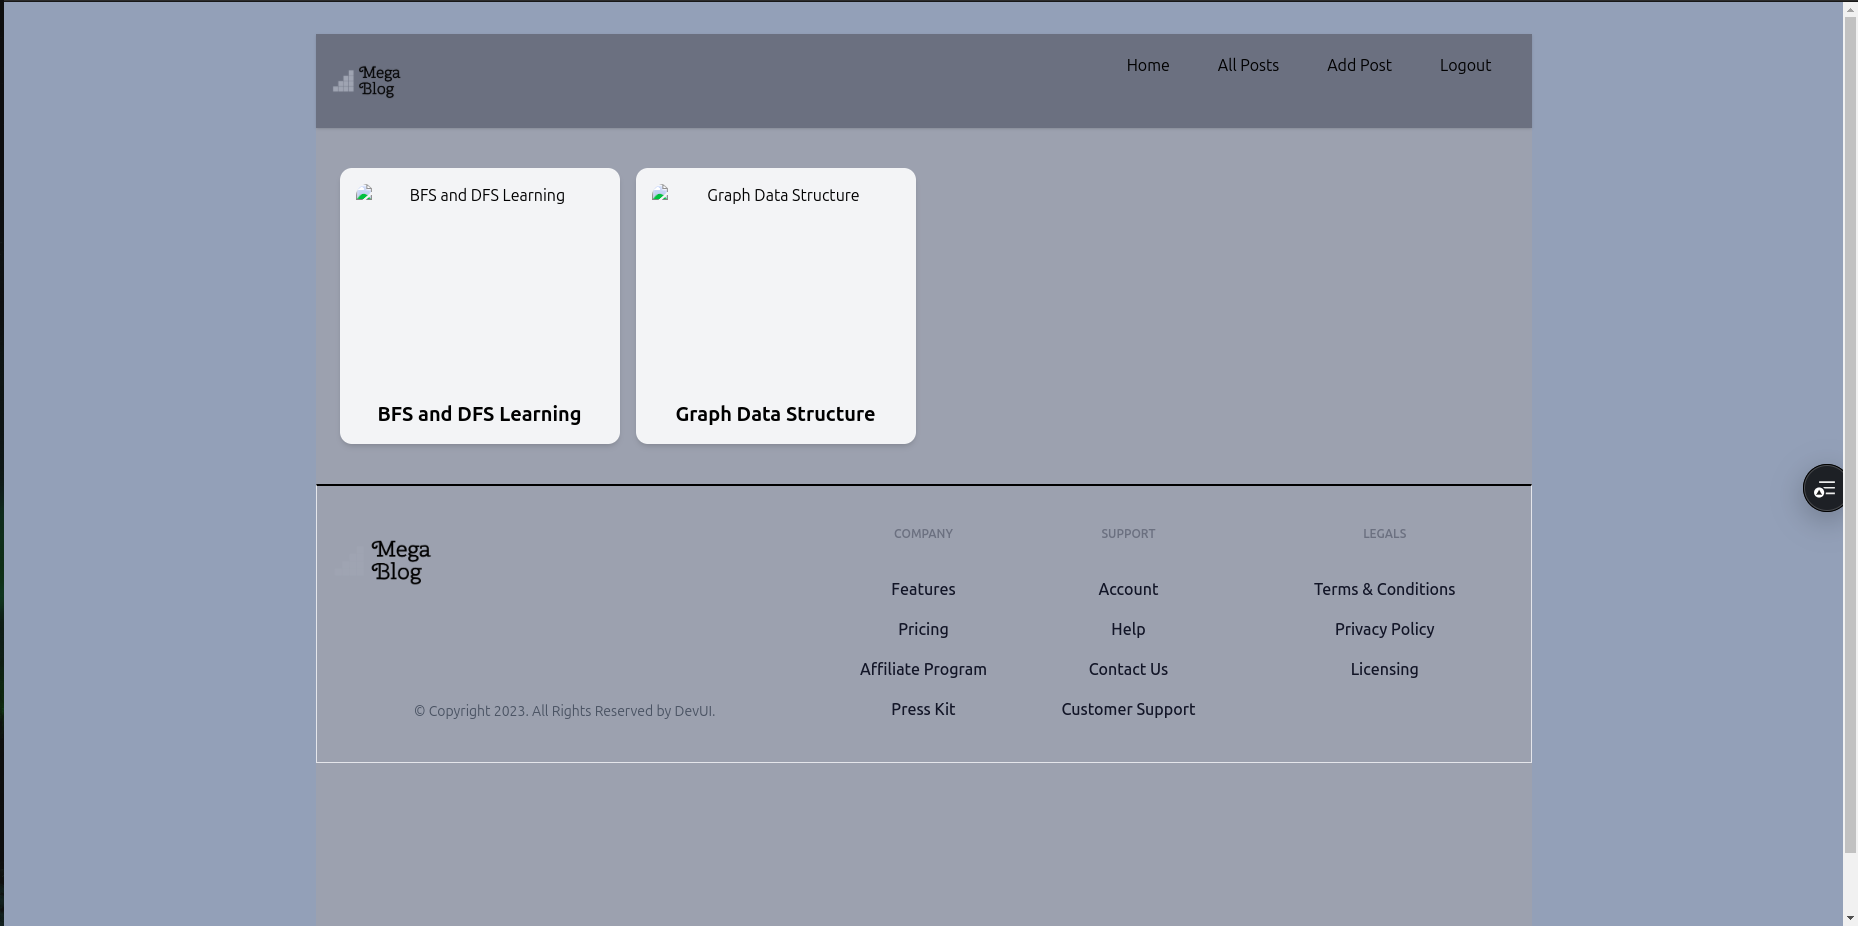 Mega
Blog
Home
All Posts
Add Post
Logout
BFS and DFS Learning
Graph Data Structure
BFS and DFS Learning
Graph Data Structure
Mega
Blog
© Copyright 2023. All Rights Reserved by DevUI.
COMPANY
Features
Pricing
Affiliate Program
Press Kit
SUPPORT
Account
Help
Contact Us
Customer Support
LEGALS
Terms & Conditions
Privacy Policy
Licensing